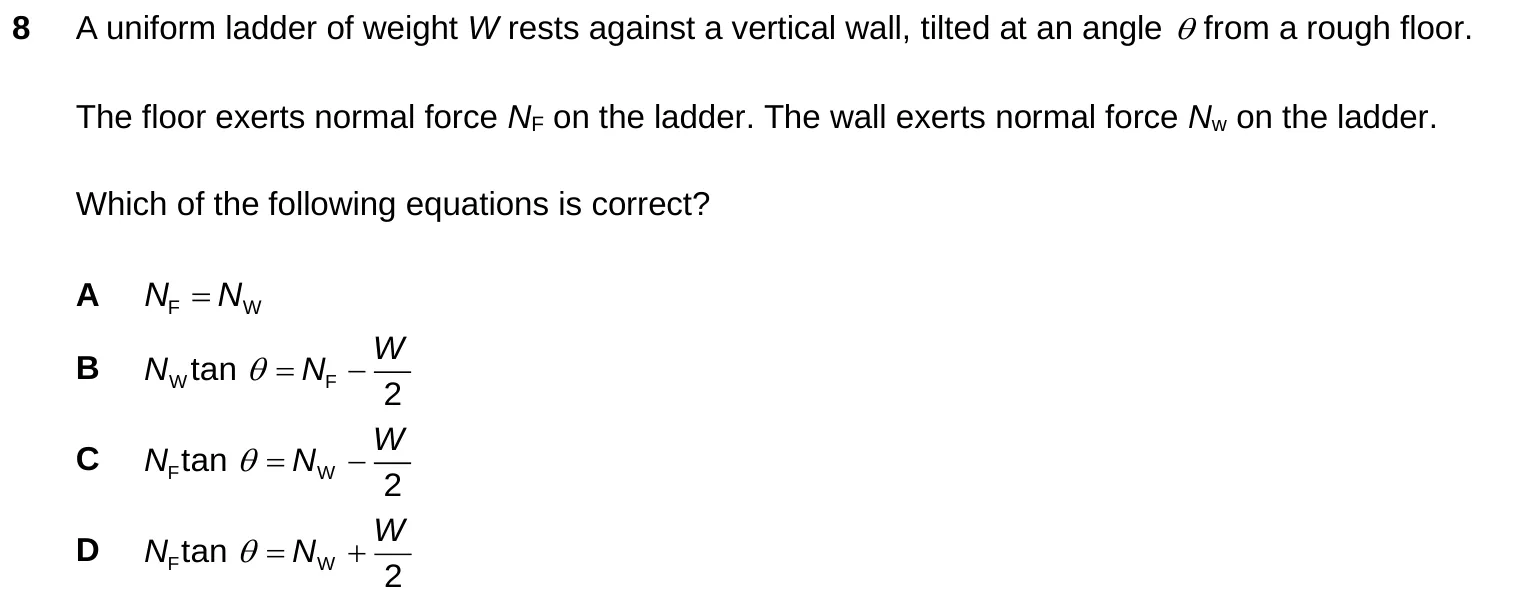 8 A uniform ladder of weight W rests against a vertical wall, tilted at an angle θ from a rough floor.
The floor exerts normal force N_F on the ladder. The wall exerts normal force N_w on the ladder.
Which of the following equations is correct?
A N_F = N_W
B N_W tan θ = N_F − W/2
C N_F tan θ = N_W − W/2
D N_F tan θ = N_W + W/2